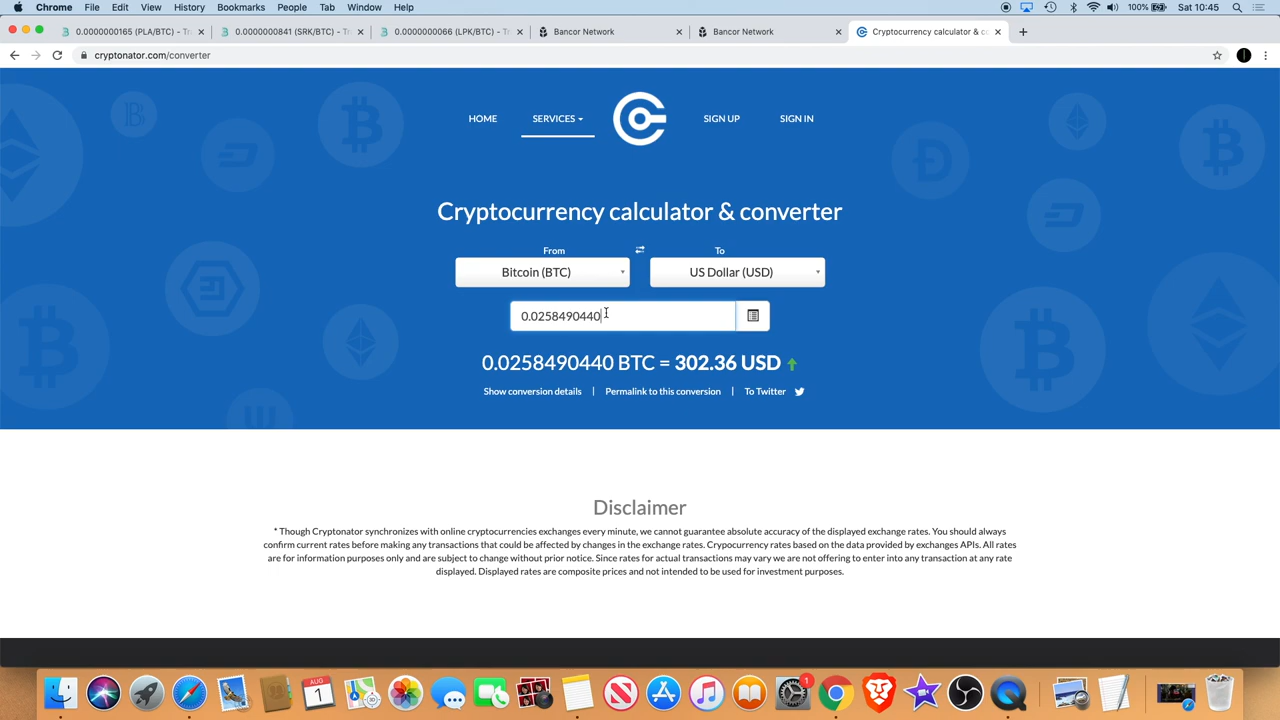 Chrome File Edit View History Bookmarks People Tab Window Help 100% Sat 10:45
0.0000000165 (PLA/BTC) - Tr 0.0000000841 (SRK/BTC) - T 0.0000000066 (LPK/BTC) - Tr Bancor Network Bancor Network Cryptocurrency calculator & co
cryptonator.com/converter
HOME SERVICES SIGN UP SIGN IN
Cryptocurrency calculator & converter
From To
Bitcoin (BTC) US Dollar (USD)
0.0258490440
0.0258490440 BTC = 302.36 USD
Show conversion details | Permalink to this conversion | To Twitter
Disclaimer
* Though Cryptonator synchronizes with online cryptocurrencies exchanges every minute, we cannot guarantee absolute accuracy of the displayed exchange rates. You should always
confirm current rates before making any transactions that could be affected by changes in the exchange rates. Crypocurrency rates based on the data provided by exchanges APIs. All rates
are for information purposes only and are subject to change without prior notice. Since rates for actual transactions may vary we are not offering to enter into any transaction at any rate
displayed. Displayed rates are composite prices and not intended to be used for investment purposes.
AUG
1
1